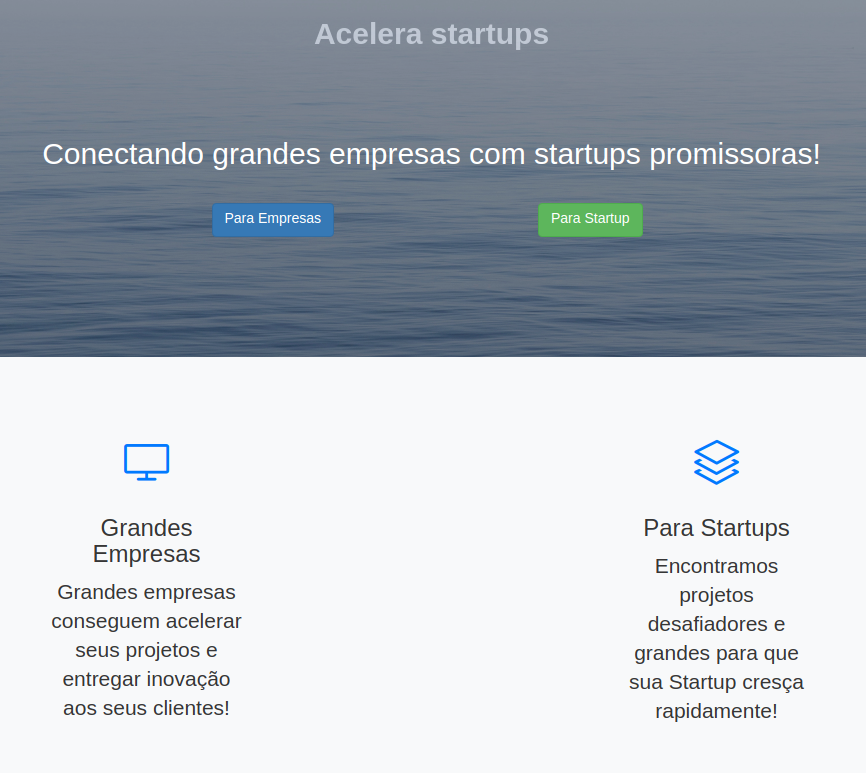 Acelera startups
Conectando grandes empresas com startups promissoras!
Para Empresas
Para Startup
Grandes
Empresas
Grandes empresas
conseguem acelerar
seus projetos e
entregar inovação
aos seus clientes!
Para Startups
Encontramos
projetos
desafiadores e
grandes para que
sua Startup cresça
rapidamente!